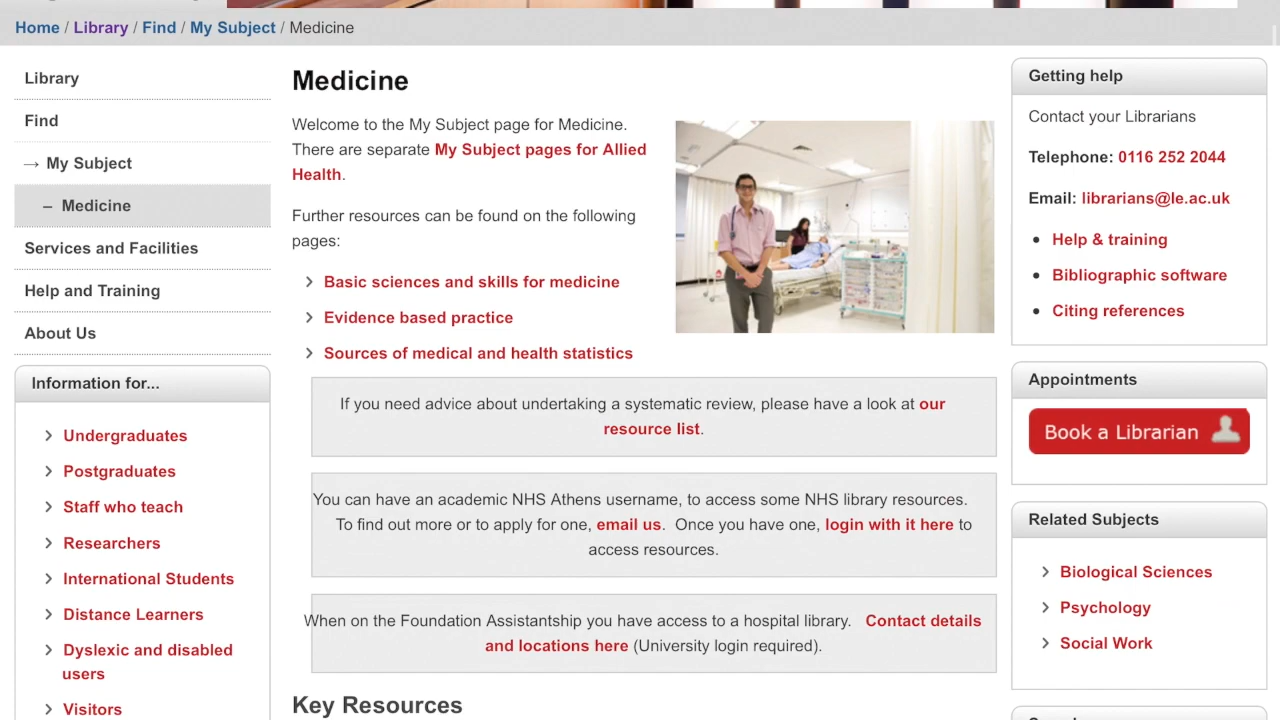 Home / Library / Find / My Subject / Medicine
Library
Find
→ My Subject
– Medicine
Services and Facilities
Help and Training
About Us
Information for...
Undergraduates
Postgraduates
Staff who teach
Researchers
International Students
Distance Learners
Dyslexic and disabled
users
Visitors
Medicine
Welcome to the My Subject page for Medicine.
There are separate My Subject pages for Allied
Health.
Further resources can be found on the following
pages:
Basic sciences and skills for medicine
Evidence based practice
Sources of medical and health statistics
If you need advice about undertaking a systematic review, please have a look at our
resource list.
You can have an academic NHS Athens username, to access some NHS library resources.
To find out more or to apply for one, email us.  Once you have one, login with it here to
access resources.
When on the Foundation Assistantship you have access to a hospital library.   Contact details
and locations here (University login required).
Key Resources
Getting help
Contact your Librarians
Telephone: 0116 252 2044
Email: librarians@le.ac.uk
• Help & training
• Bibliographic software
• Citing references
Appointments
Book a Librarian
Related Subjects
Biological Sciences
Psychology
Social Work